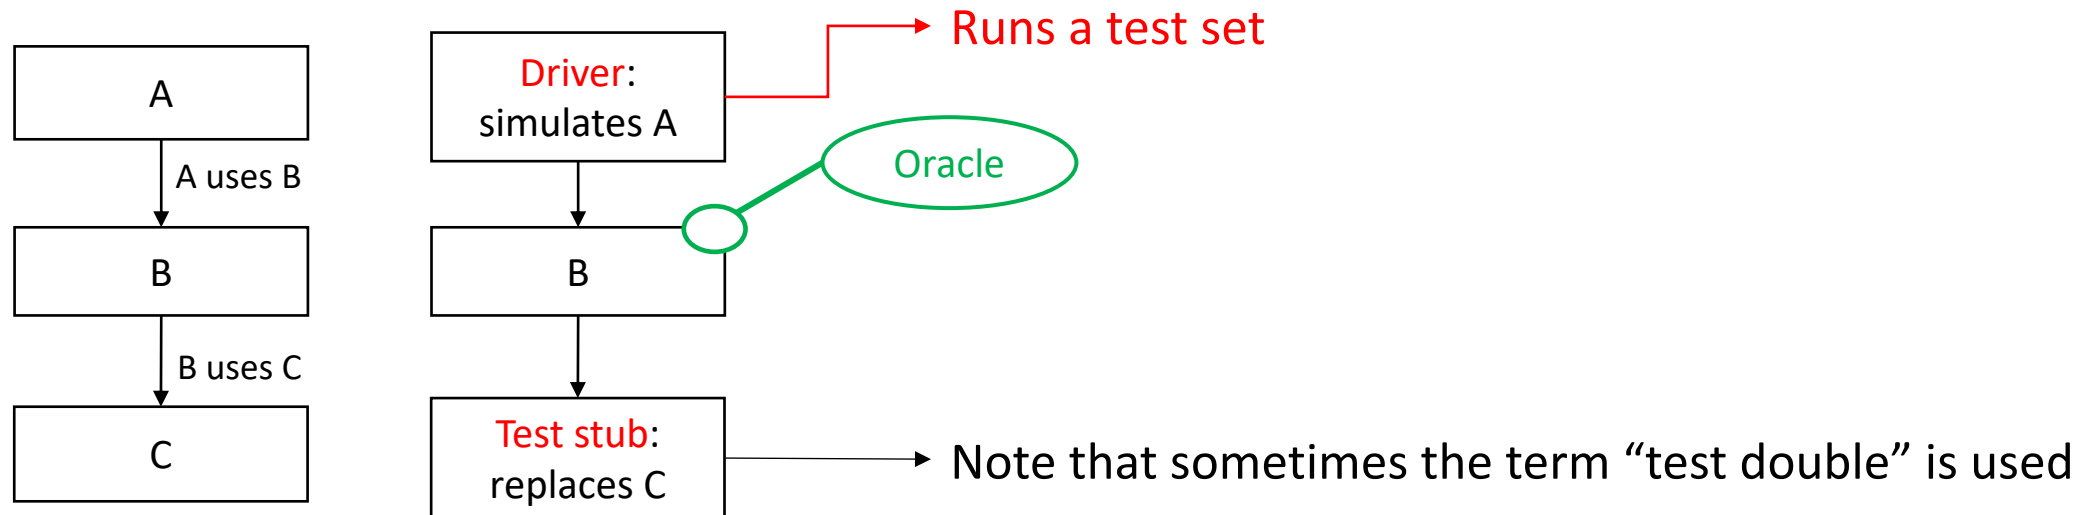 A
A uses B
B
B uses C
C
Driver:
simulates A
Runs a test set
Oracle
B
Test stub:
replaces C
Note that sometimes the term “test double” is used